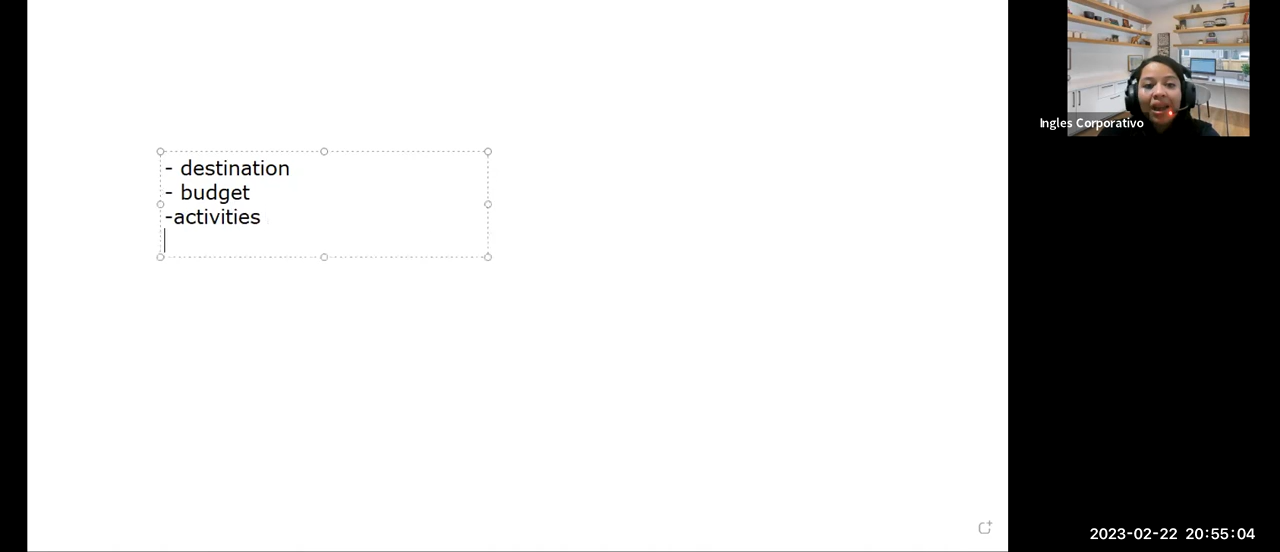 - destination
- budget
-activities
Ingles Corporativo
2023-02-22 20:55:04